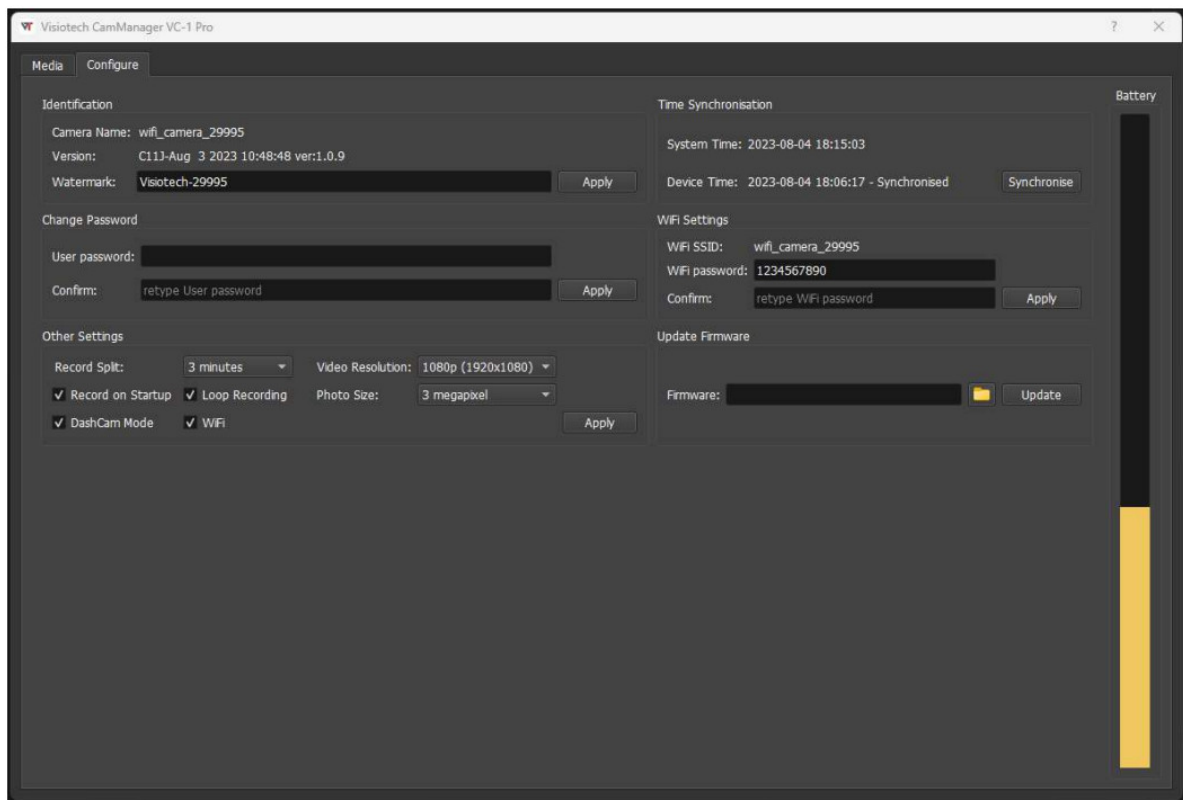 VT Visiotech CamManager VC-1 Pro ?
Media Configure
Battery
Identification
Camera Name: wifi_camera_29995
Version: C11J-Aug 3 2023 10:48:48 ver:1.0.9
Watermark: Visiotech-29995 Apply
Time Synchronisation
System Time: 2023-08-04 18:15:03
Device Time: 2023-08-04 18:06:17 - Synchronised Synchronise
Change Password
User password:
Confirm: retype User password Apply
WiFi Settings
WiFi SSID: wifi_camera_29995
WiFi password: 1234567890
Confirm: retype WiFi password Apply
Other Settings
Record Split: 3 minutes Video Resolution: 1080p (1920x1080)
Record on Startup Loop Recording Photo Size: 3 megapixel
DashCam Mode WiFi Apply
Update Firmware
Firmware: Update